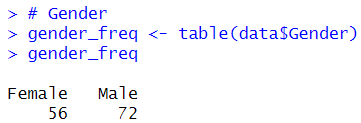 > # Gender
> gender_freq <- table(data$Gender)
> gender_freq
Female Male
56 72